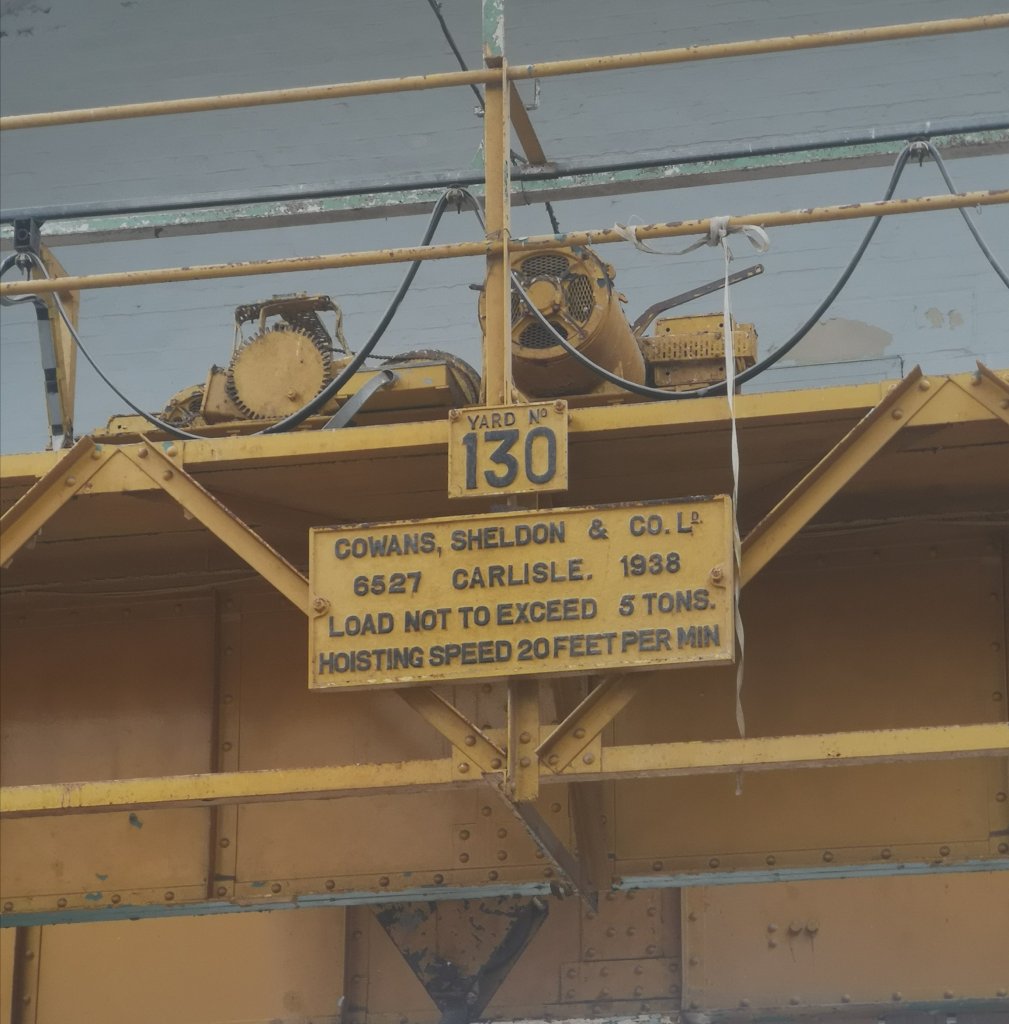 YARD Nº
130
COWANS, SHELDON & CO. Lᴰ.
6527 CARLISLE. 1938
LOAD NOT TO EXCEED 5 TONS.
HOISTING SPEED 20 FEET PER MIN